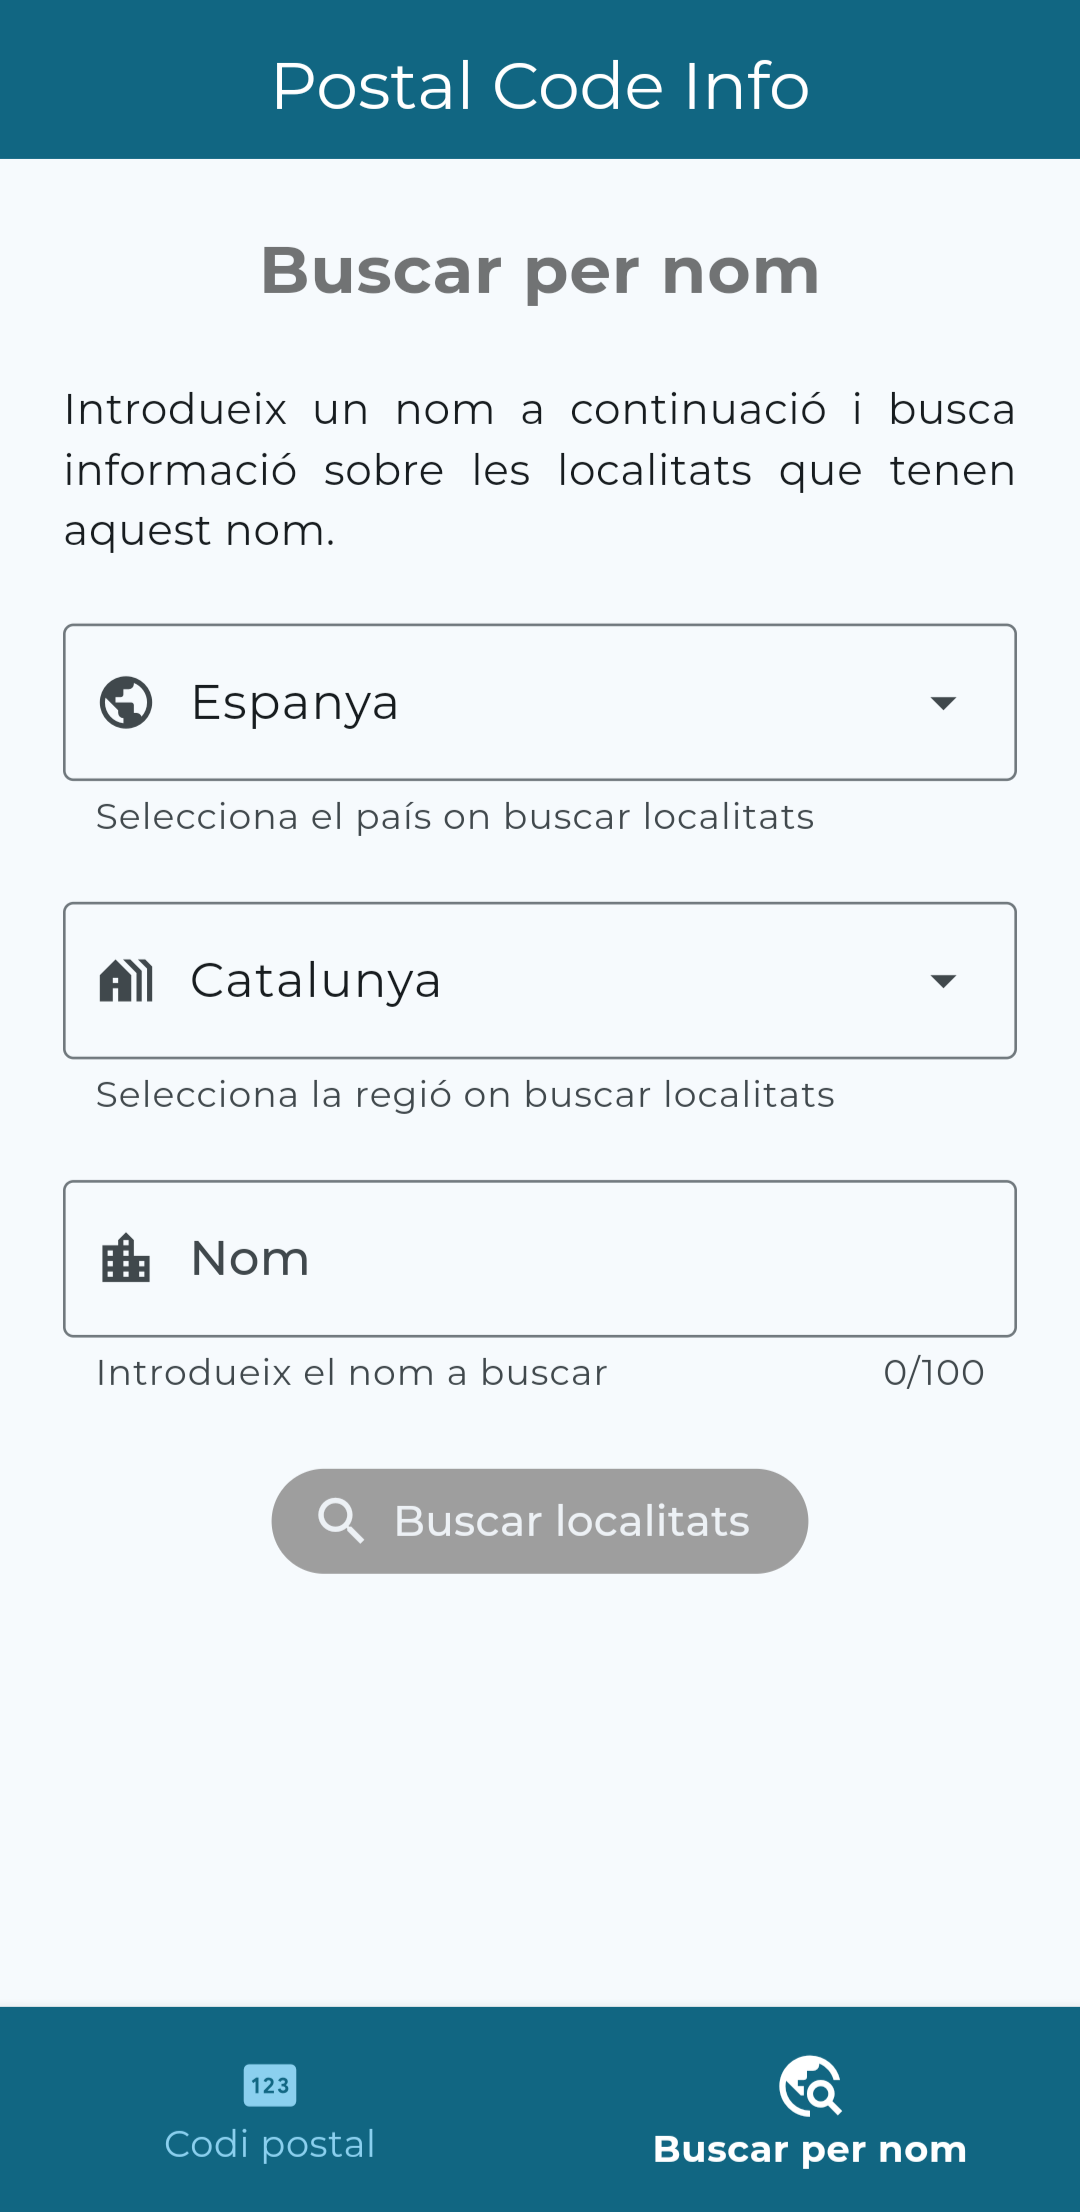 Postal Code Info
Buscar per nom
Introdueix un nom a continuació i busca
informació sobre les localitats que tenen
aquest nom.
Espanya
Selecciona el país on buscar localitats
Catalunya
Selecciona la regió on buscar localitats
Nom
Introdueix el nom a buscar 0/100
Buscar localitats
123
Codi postal
Buscar per nom